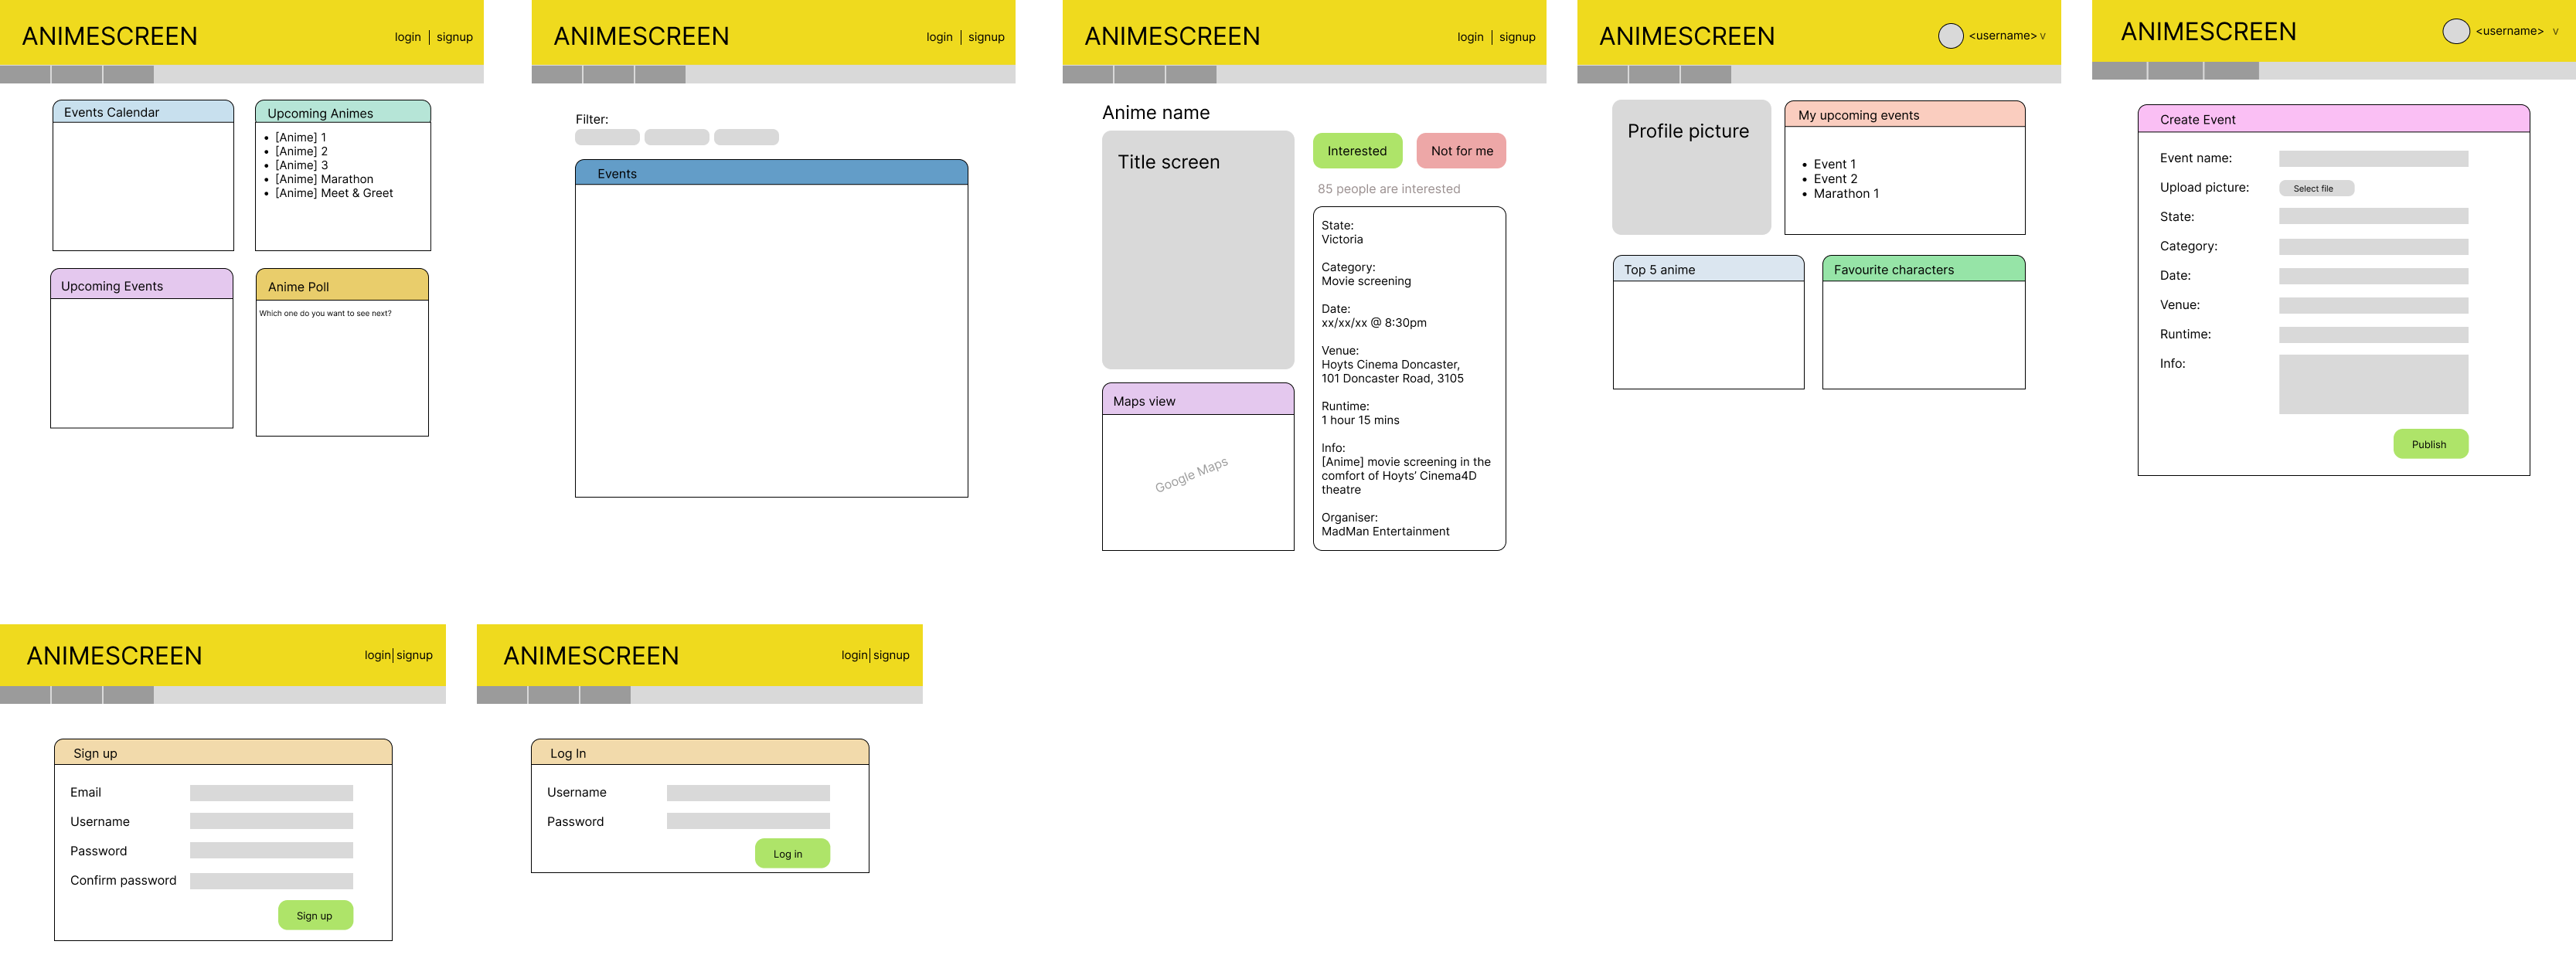 ANIMESCREEN
login | signup
Events Calendar
Upcoming Animes
• [Anime] 1
• [Anime] 2
• [Anime] 3
• [Anime] Marathon
• [Anime] Meet & Greet
Upcoming Events
Anime Poll
Which one do you want to see next?
ANIMESCREEN
login | signup
Filter:
Events
ANIMESCREEN
login | signup
Anime name
Title screen
Interested
Not for me
85 people are interested
State:
Victoria
Category:
Movie screening
Date:
xx/xx/xx @ 8:30pm
Venue:
Hoyts Cinema Doncaster,
101 Doncaster Road, 3105
Runtime:
1 hour 15 mins
Info:
[Anime] movie screening in the
comfort of Hoyts’ Cinema4D
theatre
Organiser:
MadMan Entertainment
Maps view
Google Maps
ANIMESCREEN
<username> v
Profile picture
My upcoming events
• Event 1
• Event 2
• Marathon 1
Top 5 anime
Favourite characters
ANIMESCREEN
<username> v
Create Event
Event name:
Upload picture:
Select file
State:
Category:
Date:
Venue:
Runtime:
Info:
Publish
ANIMESCREEN
login|signup
Sign up
Email
Username
Password
Confirm password
Sign up
ANIMESCREEN
login|signup
Log In
Username
Password
Log in